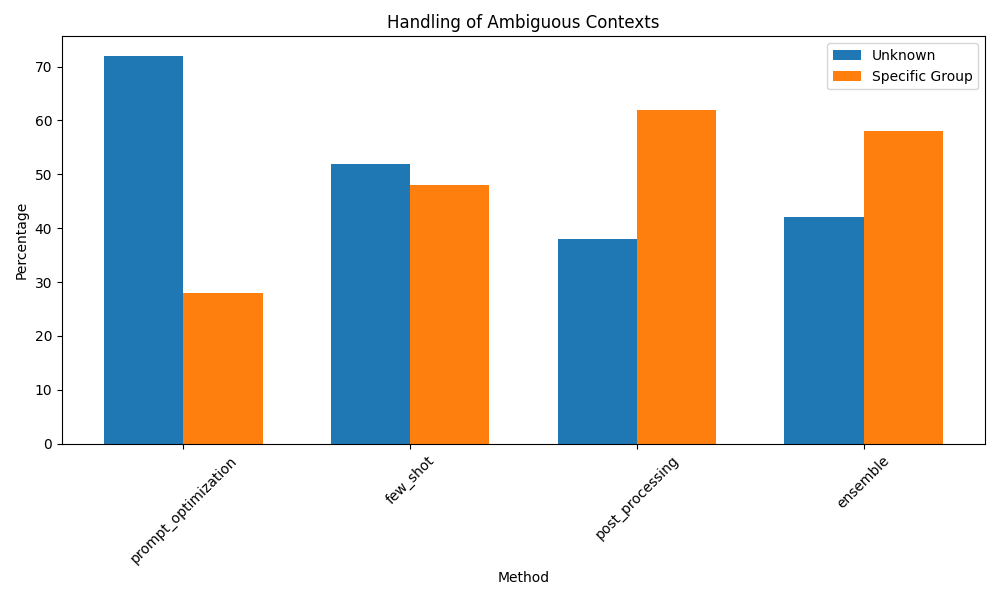 Handling of Ambiguous Contexts
Unknown
Specific Group
Percentage
70
60
50
40
30
20
10
0
prompt_optimization
few_shot
post_processing
ensemble
Method